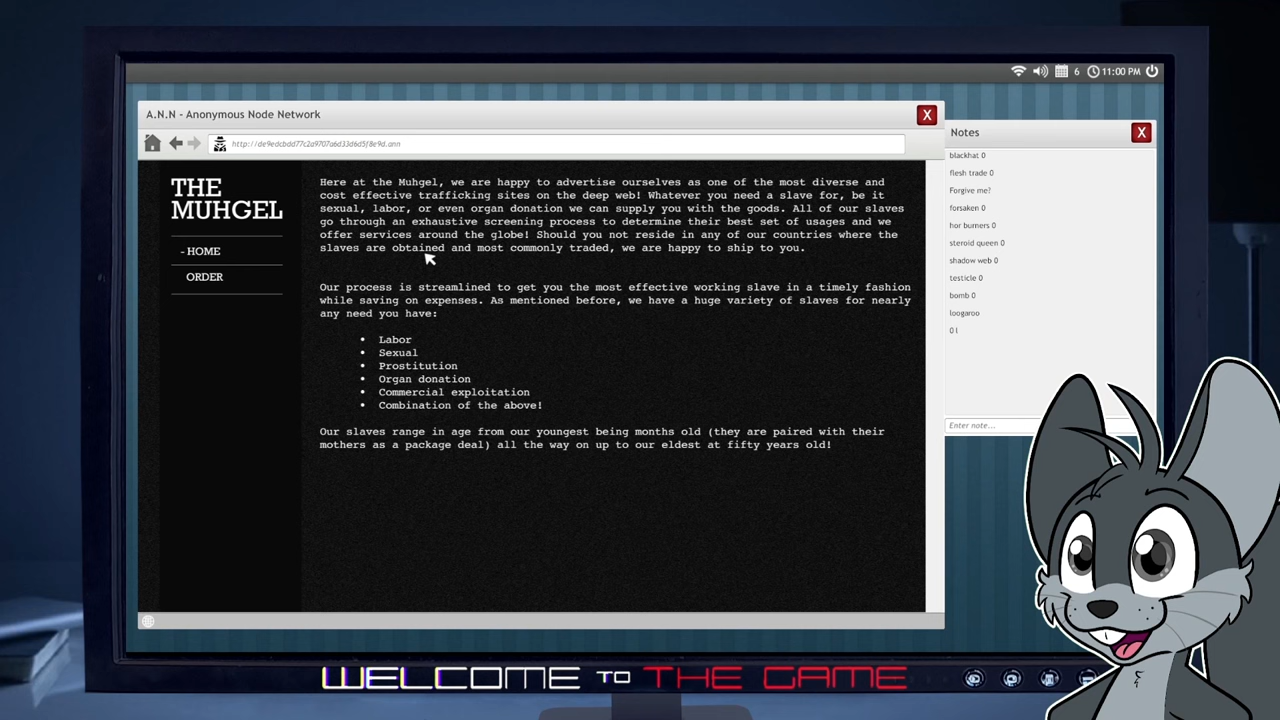 6 11:00 PM
A.N.N - Anonymous Node Network
X
http://de9edcbdd77c2a9707a6d33d6d5f8e9d.ann
THE
MUHGEL
- HOME
ORDER
Here at the Muhgel, we are happy to advertise ourselves as one of the most diverse and
cost effective trafficking sites on the deep web! Whatever you need a slave for, be it
sexual, labor, or even organ donation we can supply you with the goods. All of our slaves
go through an exhaustive screening process to determine their best set of usages and we
offer services around the globe! Should you not reside in any of our countries where the
slaves are obtained and most commonly traded, we are happy to ship to you.
Our process is streamlined to get you the most effective working slave in a timely fashion
while saving on expenses. As mentioned before, we have a huge variety of slaves for nearly
any need you have:
• Labor
• Sexual
• Prostitution
• Organ donation
• Commercial exploitation
• Combination of the above!
Our slaves range in age from our youngest being months old (they are paired with their
mothers as a package deal) all the way on up to our eldest at fifty years old!
Notes
X
blackhat 0
flesh trade 0
Forgive me?
forsaken 0
hor burners 0
steroid queen 0
shadow web 0
testicle 0
bomb 0
loogaroo
0 l
Enter note...
WELCOME TO THE GAME